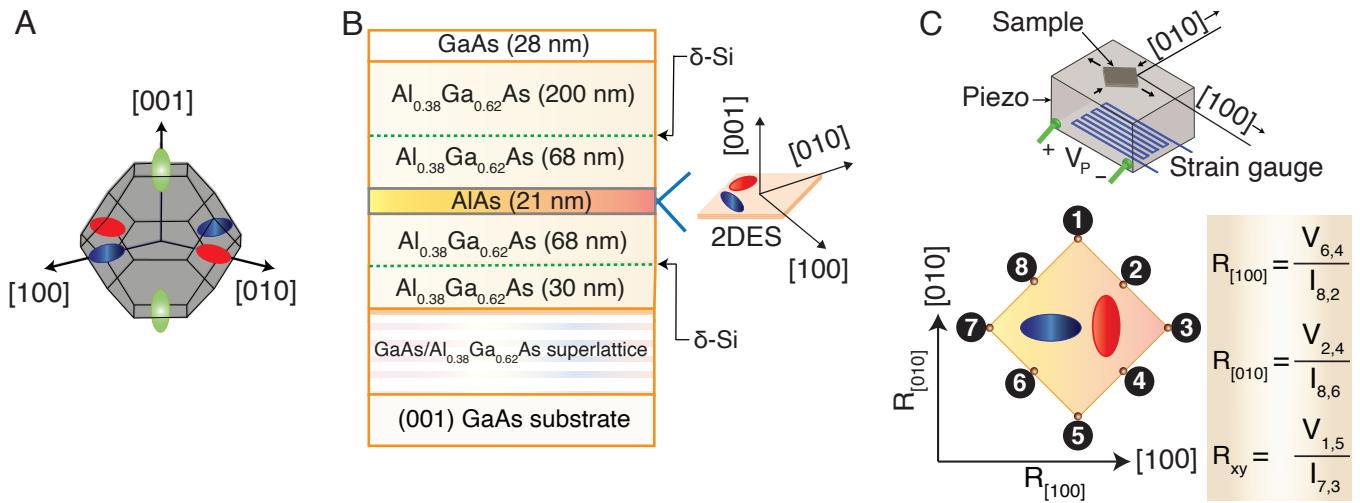 A
[001]
[100]
[010]
B
GaAs (28 nm)
δ-Si
Al0.38Ga0.62As (200 nm)
Al0.38Ga0.62As (68 nm)
AlAs (21 nm)
Al0.38Ga0.62As (68 nm)
Al0.38Ga0.62As (30 nm)
δ-Si
GaAs/Al0.38Ga0.62As superlattice
(001) GaAs substrate
[001]
[010]
2DES
[100]
C
Sample
[010]
Piezo
[100]
+ VP −
Strain gauge
[010]
R[010]
1
8 2
7 3
6 4
5
[100]
R[100]
R[100] = V6,4 / I8,2
R[010] = V2,4 / I8,6
Rxy = V1,5 / I7,3